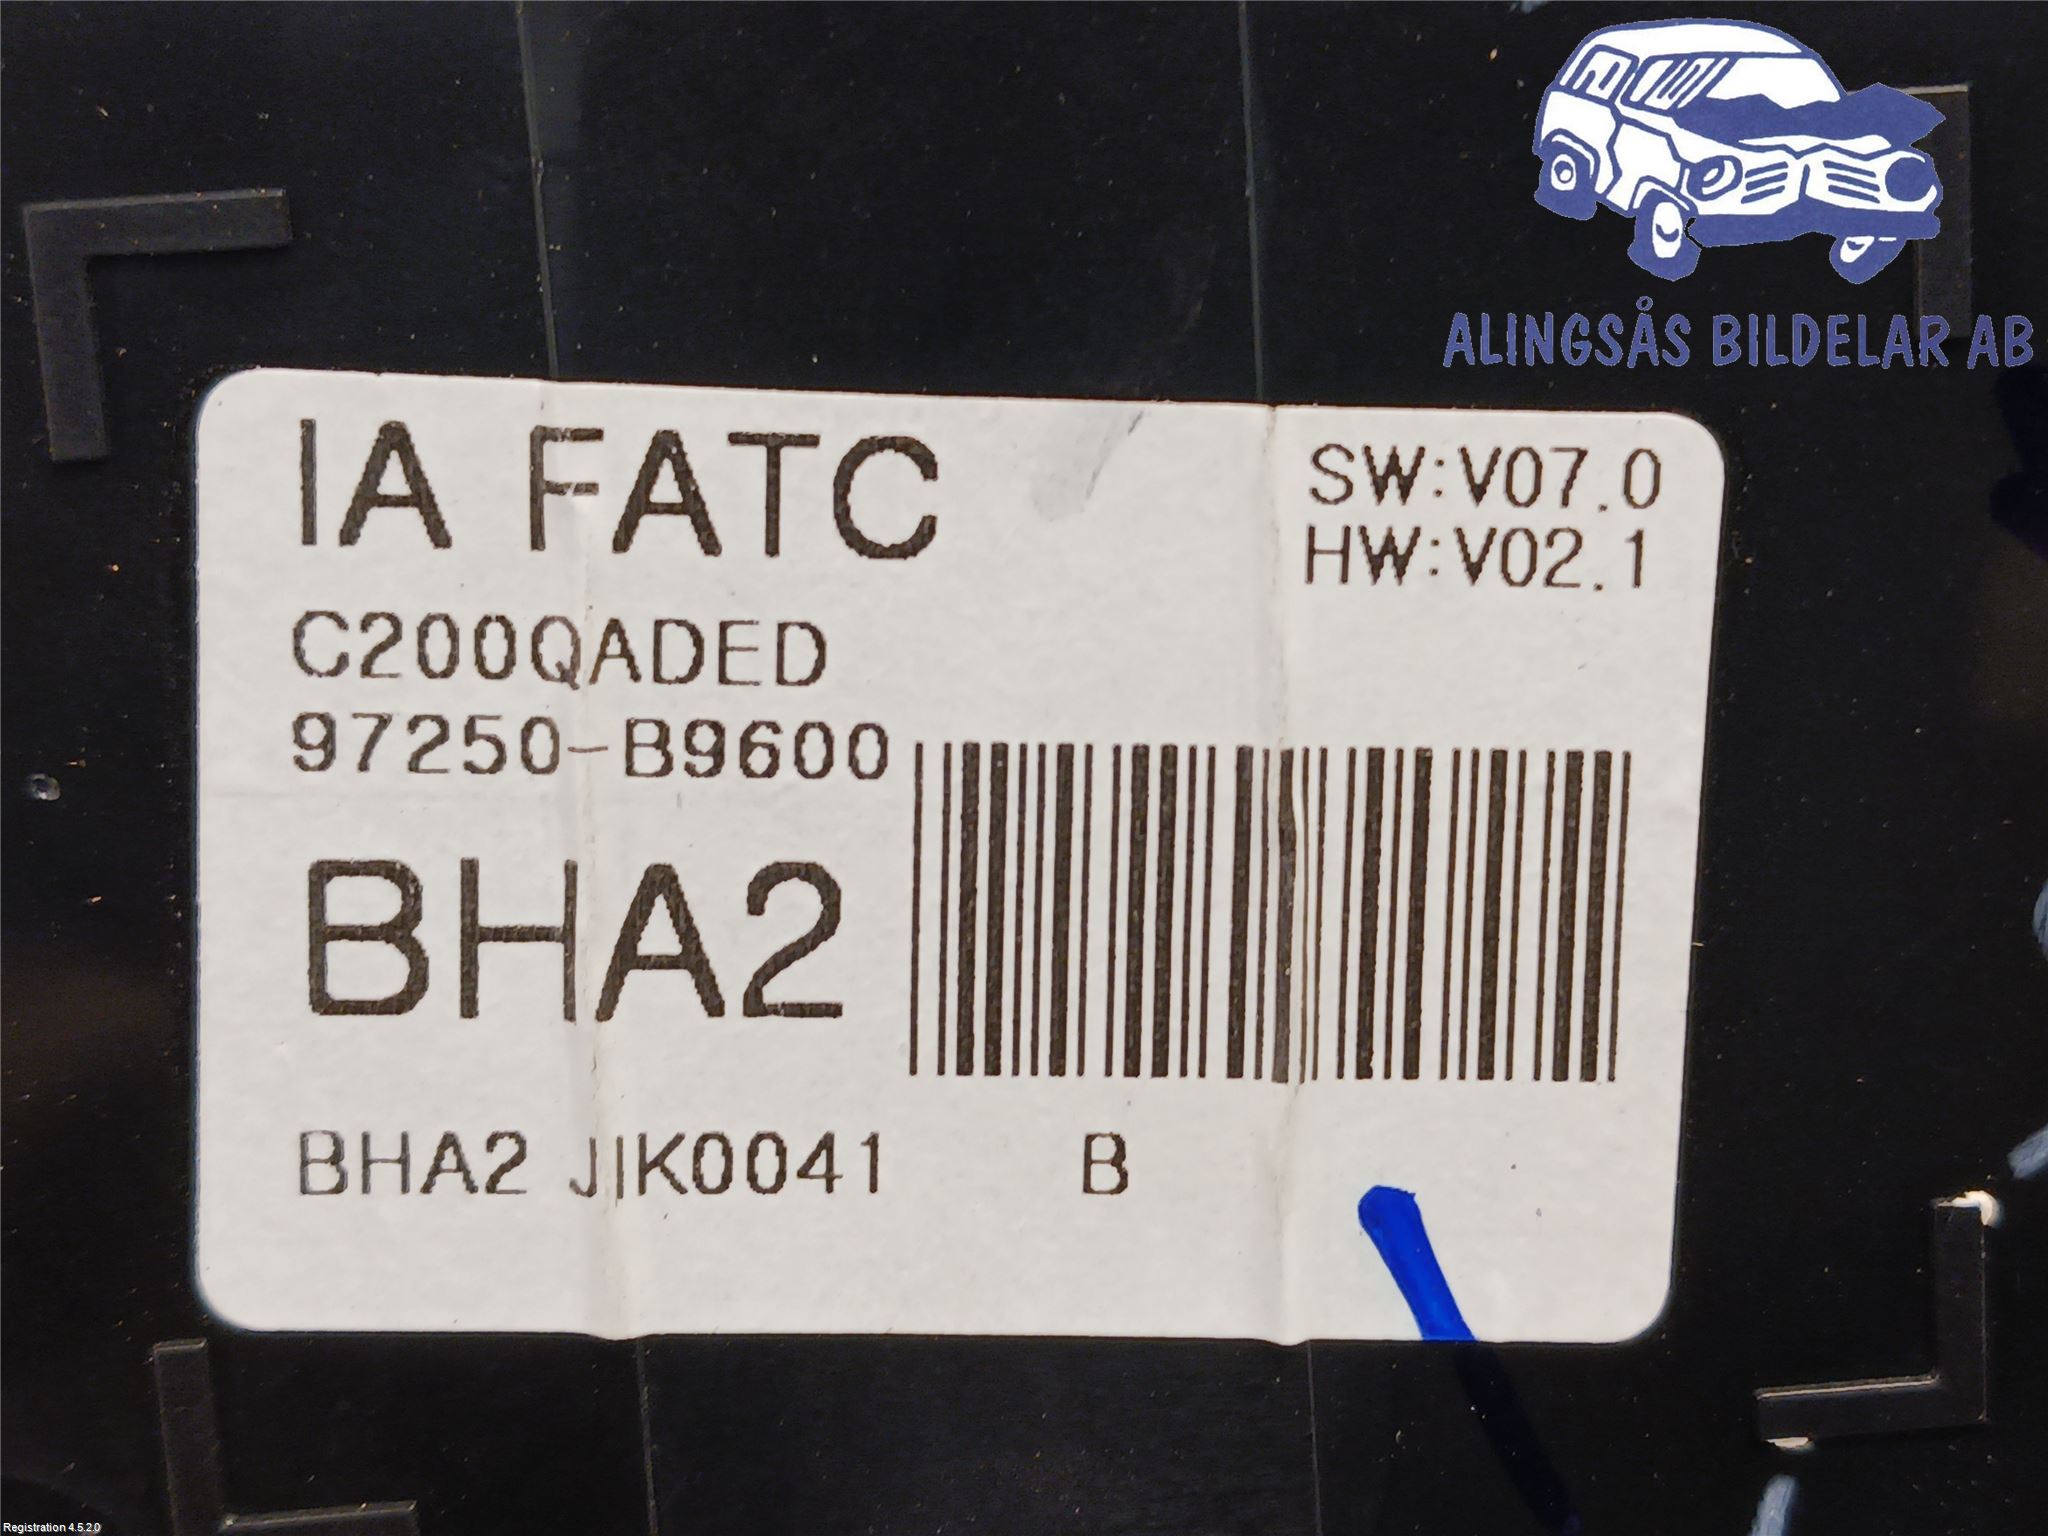 ALINGSÅS BILDELAR AB
IA FATC
SW:V07.0
HW:V02.1
C200QADED
97250-B9600
BHA2
BHA2 JIK0041 B
Registration 4.5.2.0